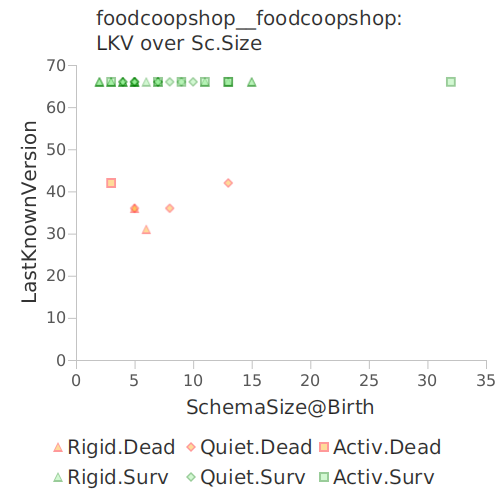 foodcoopshop__foodcoopshop:
LKV over Sc.Size
70
60
50
40
30
20
10
0
LastKnownVersion
0 5 10 15 20 25 30 35
SchemaSize@Birth
Rigid.Dead Quiet.Dead Activ.Dead
Rigid.Surv Quiet.Surv Activ.Surv